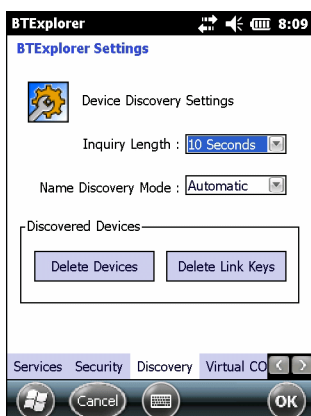 BTExplorer 8:09
BTExplorer Settings
Device Discovery Settings
Inquiry Length : 10 Seconds
Name Discovery Mode : Automatic
Discovered Devices
Delete Devices Delete Link Keys
Services Security Discovery Virtual CO
Cancel OK